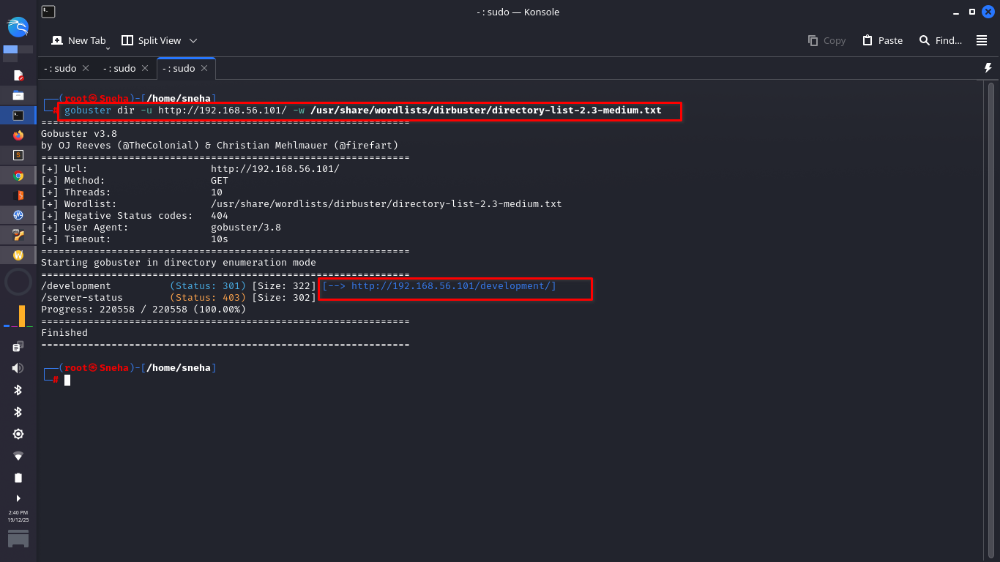 - : sudo — Konsole
New Tab
Split View
Copy
Paste
Find...
- : sudo
- : sudo
- : sudo
┌──(root㉿Sneha)-[/home/sneha]
└─# gobuster dir -u http://192.168.56.101/ -w /usr/share/wordlists/dirbuster/directory-list-2.3-medium.txt
===============================================================
Gobuster v3.8
by OJ Reeves (@TheColonial) & Christian Mehlmauer (@firefart)
===============================================================
[+] Url:                     http://192.168.56.101/
[+] Method:                  GET
[+] Threads:                 10
[+] Wordlist:                /usr/share/wordlists/dirbuster/directory-list-2.3-medium.txt
[+] Negative Status codes:   404
[+] User Agent:              gobuster/3.8
[+] Timeout:                 10s
===============================================================
Starting gobuster in directory enumeration mode
===============================================================
/development          (Status: 301) [Size: 322] [--> http://192.168.56.101/development/]
/server-status        (Status: 403) [Size: 302]
Progress: 220558 / 220558 (100.00%)
===============================================================
Finished
===============================================================
┌──(root㉿Sneha)-[/home/sneha]
└─#
2:40 PM
19/12/25